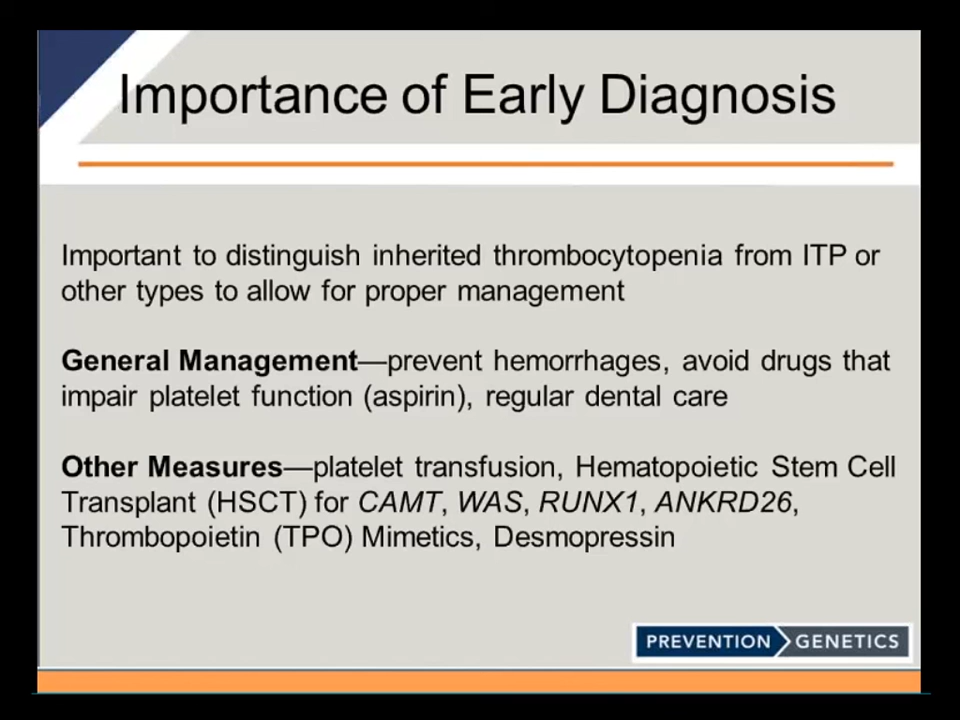 Importance of Early Diagnosis
Important to distinguish inherited thrombocytopenia from ITP or
other types to allow for proper management
General Management—prevent hemorrhages, avoid drugs that
impair platelet function (aspirin), regular dental care
Other Measures—platelet transfusion, Hematopoietic Stem Cell
Transplant (HSCT) for CAMT, WAS, RUNX1, ANKRD26,
Thrombopoietin (TPO) Mimetics, Desmopressin
PREVENTION GENETICS